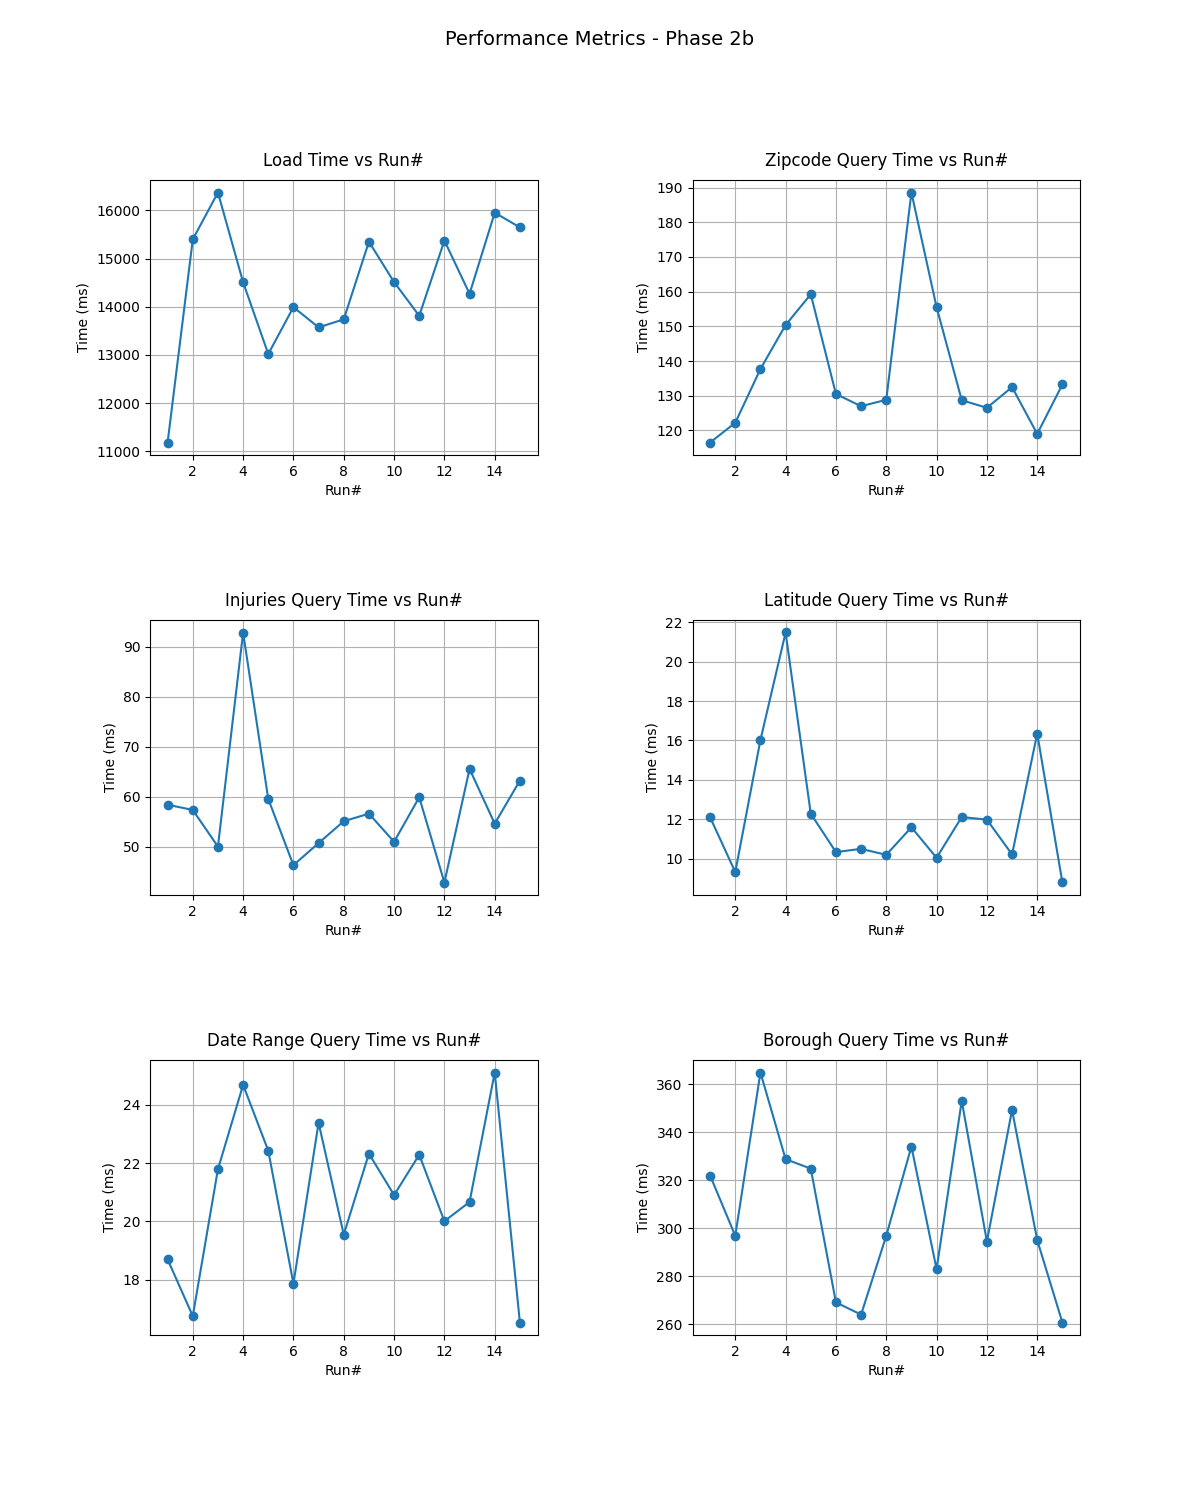 Performance Metrics - Phase 2b
Load Time vs Run#
Time (ms)
16000
15000
14000
13000
12000
11000
2 4 6 8 10 12 14
Run#
Zipcode Query Time vs Run#
Time (ms)
190
180
170
160
150
140
130
120
2 4 6 8 10 12 14
Run#
Injuries Query Time vs Run#
Time (ms)
90
80
70
60
50
2 4 6 8 10 12 14
Run#
Latitude Query Time vs Run#
Time (ms)
22
20
18
16
14
12
10
2 4 6 8 10 12 14
Run#
Date Range Query Time vs Run#
Time (ms)
24
22
20
18
2 4 6 8 10 12 14
Run#
Borough Query Time vs Run#
Time (ms)
360
340
320
300
280
260
2 4 6 8 10 12 14
Run#